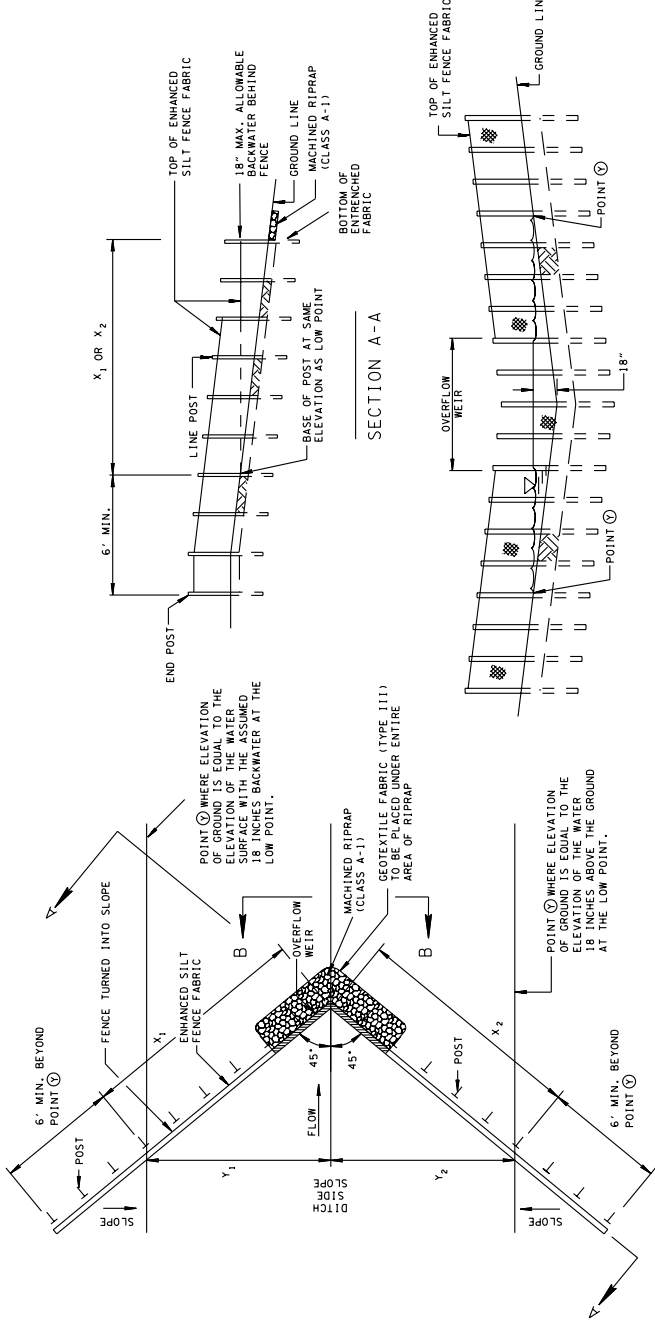 6' MIN. BEYOND
POINT Ⓨ
POST
SLOPE
FENCE TURNED INTO SLOPE
X1
ENHANCED SILT
FENCE FABRIC
A
POINT Ⓨ WHERE ELEVATION
OF GROUND IS EQUAL TO THE
ELEVATION OF THE WATER
SURFACE WITH THE ASSUMED
18 INCHES BACKWATER AT THE
LOW POINT.
B
OVERFLOW
WEIR
MACHINED RIPRAP
(CLASS A-1)
GEOTEXTILE FABRIC (TYPE III)
TO BE PLACED UNDER ENTIRE
AREA OF RIPRAP
B
45°
45°
FLOW
Y1
Y2
DITCH
SIDE
SLOPE
POST
X2
SLOPE
6' MIN. BEYOND
POINT Ⓨ
A
POINT Ⓨ WHERE ELEVATION
OF GROUND IS EQUAL TO THE
ELEVATION OF THE WATER
18 INCHES ABOVE THE GROUND
AT THE LOW POINT.
END POST
6' MIN.
X1 OR X2
LINE POST
TOP OF ENHANCED
SILT FENCE FABRIC
18" MAX. ALLOWABLE
BACKWATER BEHIND
FENCE
GROUND LINE
MACHINED RIPRAP
(CLASS A-1)
BOTTOM OF
ENTRENCHED
FABRIC
BASE OF POST AT SAME
ELEVATION AS LOW POINT
SECTION A-A
OVERFLOW
WEIR
TOP OF ENHANCED
SILT FENCE FABRIC
GROUND LIN
POINT Ⓨ
18"
POINT Ⓨ